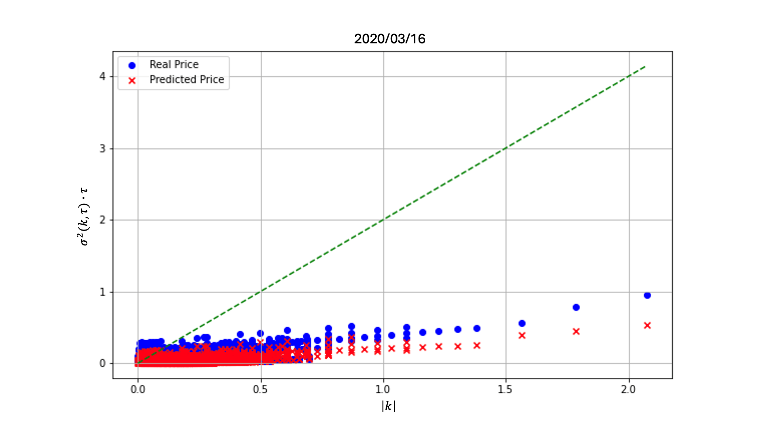 2020/03/16
Real Price
Predicted Price
4
3
2
1
0
σ²(k, τ) · τ
0.0 0.5 1.0 1.5 2.0
|k|